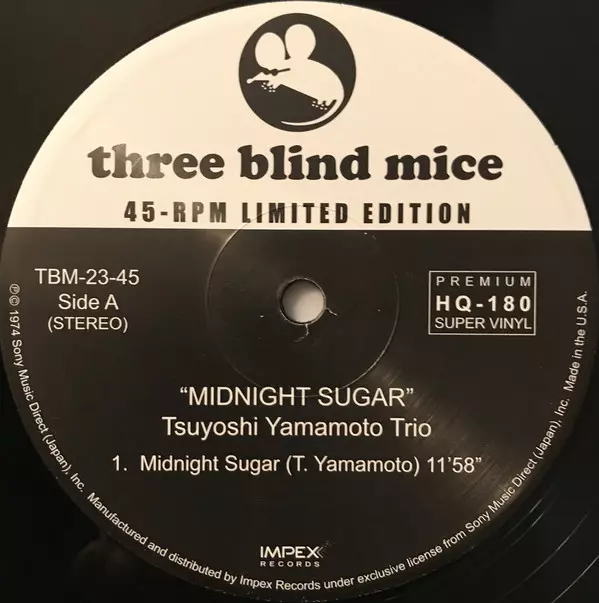 three blind mice
45-RPM LIMITED EDITION
TBM-23-45
Side A
(STEREO)
PREMIUM
HQ-180
SUPER VINYL
"MIDNIGHT SUGAR"
Tsuyoshi Yamamoto Trio
1. Midnight Sugar (T. Yamamoto) 11'58"
IMPEX
RECORDS
℗© 1974 Sony Music Direct (Japan), Inc. Manufactured and distributed by Impex Records under exclusive license from Sony Music Direct (Japan), Inc. Made in the U.S.A.